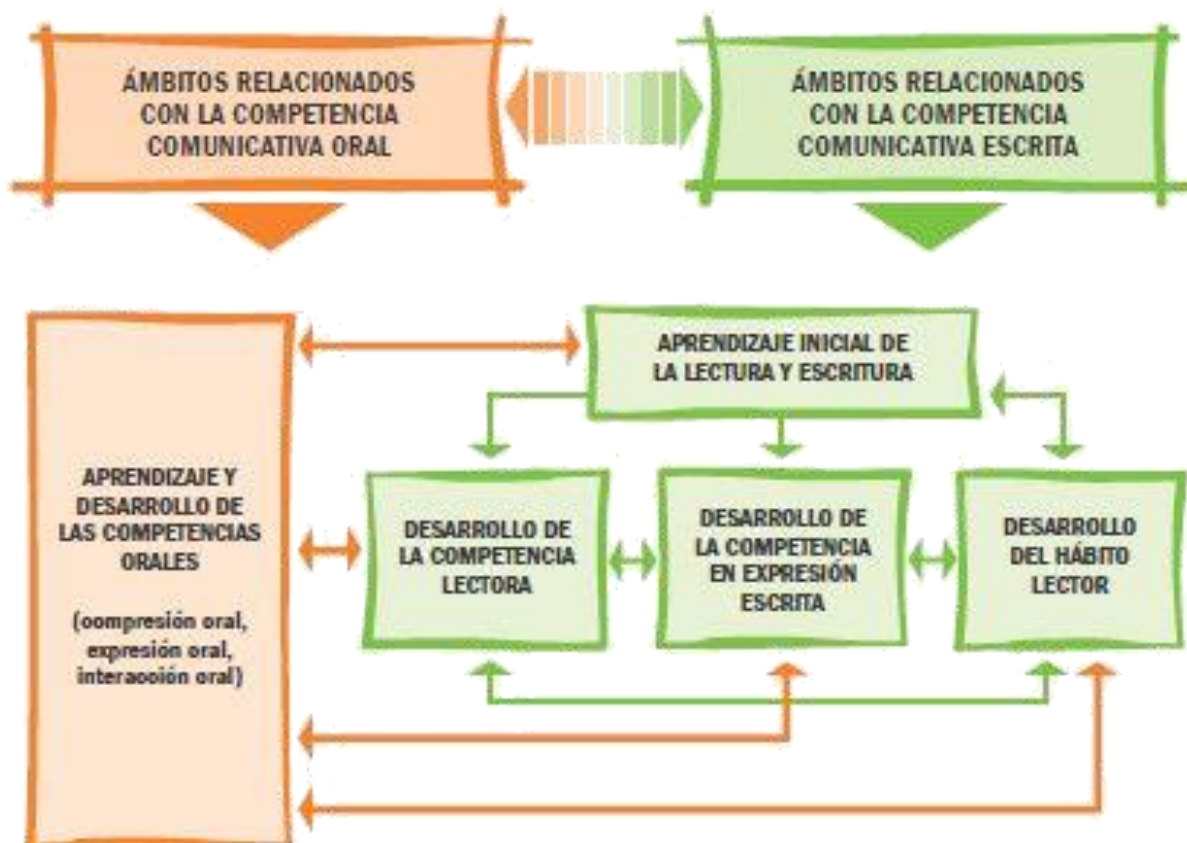 ÁMBITOS RELACIONADOS
CON LA COMPETENCIA
COMUNICATIVA ORAL
ÁMBITOS RELACIONADOS
CON LA COMPETENCIA
COMUNICATIVA ESCRITA
APRENDIZAJE Y
DESARROLLO DE
LAS COMPETENCIAS
ORALES
(compresión oral,
expresión oral,
interacción oral)
APRENDIZAJE INICIAL DE
LA LECTURA Y ESCRITURA
DESARROLLO DE
LA COMPETENCIA
LECTORA
DESARROLLO DE
LA COMPETENCIA
EN EXPRESIÓN
ESCRITA
DESARROLLO
DEL HÁBITO
LECTOR